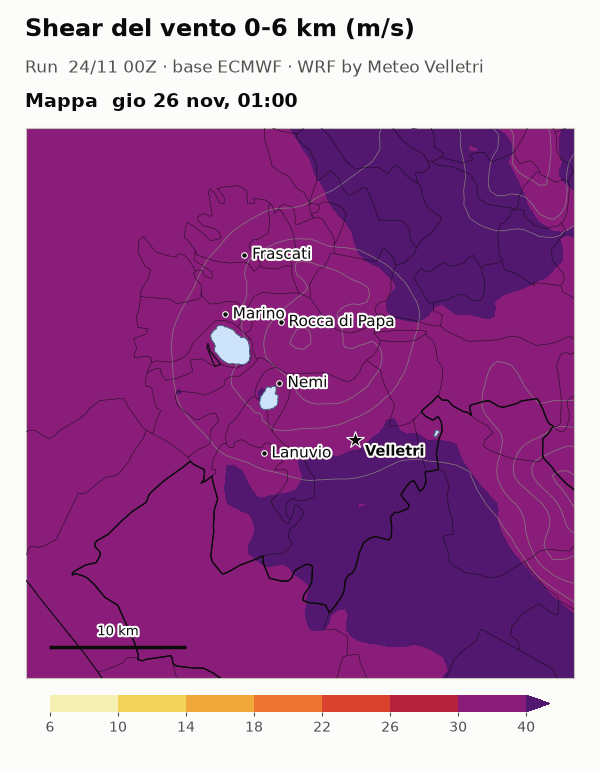 Shear del vento 0-6 km (m/s)
Run 24/11 00Z · base ECMWF · WRF by Meteo Velletri
Mappa gio 26 nov, 01:00
Frascati
Marino
Rocca di Papa
Nemi
Velletri
Lanuvio
10 km
6 10 14 18 22 26 30 40